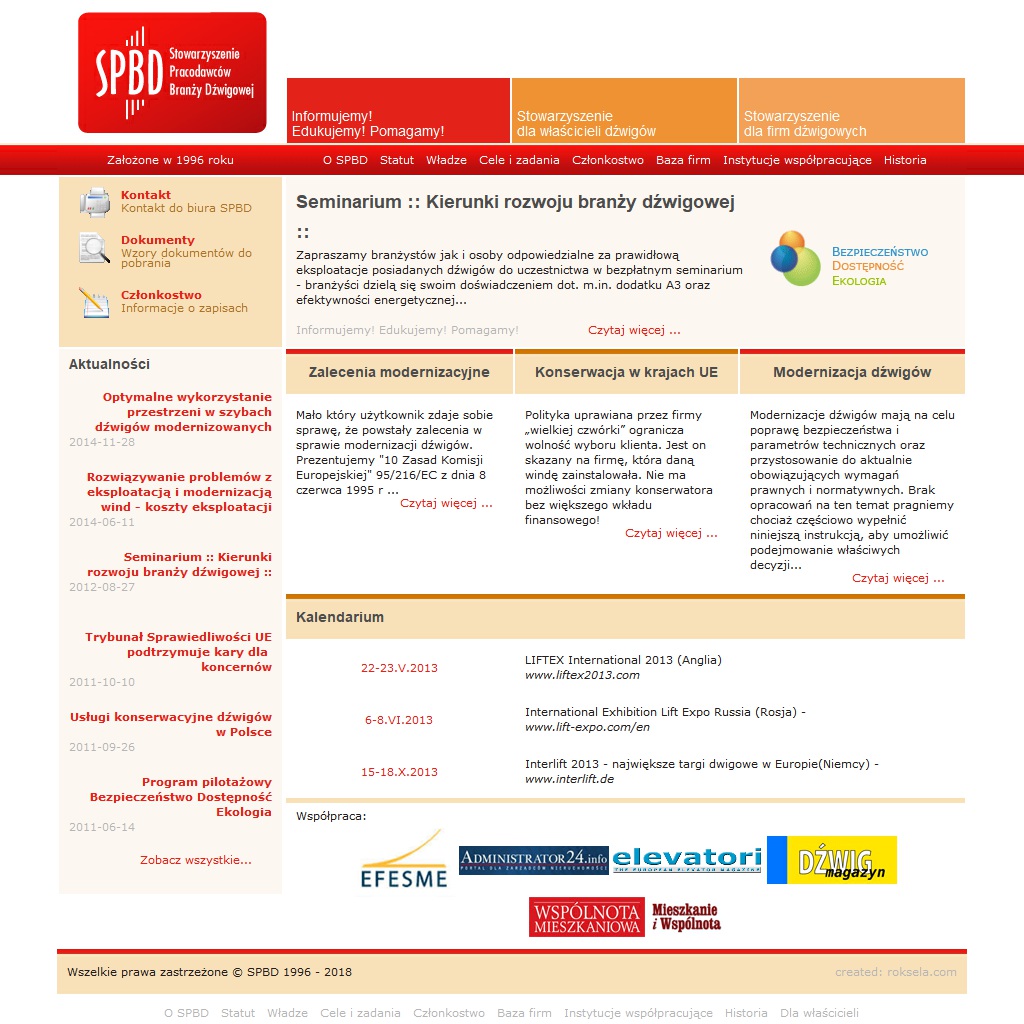 SPBD
Stowarzyszenie
Pracodawców
Branży Dźwigowej
Informujemy!
Edukujemy! Pomagamy!
Stowarzyszenie
dla właścicieli dźwigów
Stowarzyszenie
dla firm dźwigowych
Założone w 1996 roku
O SPBD Statut Władze Cele i zadania Członkostwo Baza firm Instytucje współpracujące Historia
Kontakt
Kontakt do biura SPBD
Dokumenty
Wzory dokumentów do
pobrania
Członkostwo
Informacje o zapisach
Seminarium :: Kierunki rozwoju branży dźwigowej
::
Zapraszamy branżystów jak i osoby odpowiedzialne za prawidłową
eksploatacje posiadanych dźwigów do uczestnictwa w bezpłatnym seminarium
- branżyści dzielą się swoim doświadczeniem dot. m.in. dodatku A3 oraz
efektywności energetycznej...
Informujemy! Edukujemy! Pomagamy!
Czytaj więcej ...
Bezpieczeństwo
Dostępność
Ekologia
Aktualności
Optymalne wykorzystanie
przestrzeni w szybach
dźwigów modernizowanych
2014-11-28
Rozwiązywanie problemów z
eksploatacją i modernizacją
wind - koszty eksploatacji
2014-06-11
Seminarium :: Kierunki
rozwoju branży dźwigowej ::
2012-08-27
Trybunał Sprawiedliwości UE
podtrzymuje kary dla
koncernów
2011-10-10
Usługi konserwacyjne dźwigów
w Polsce
2011-09-26
Program pilotażowy
Bezpieczeństwo Dostępność
Ekologia
2011-06-14
Zobacz wszystkie...
Zalecenia modernizacyjne
Mało który użytkownik zdaje sobie
sprawę, że powstały zalecenia w
sprawie modernizacji dźwigów.
Prezentujemy "10 Zasad Komisji
Europejskiej" 95/216/EC z dnia 8
czerwca 1995 r ...
Czytaj więcej ...
Konserwacja w krajach UE
Polityka uprawiana przez firmy
„wielkiej czwórki” ogranicza
wolność wyboru klienta. Jest on
skazany na firmę, która daną
windę zainstalowała. Nie ma
możliwości zmiany konserwatora
bez większego wkładu
finansowego!
Czytaj więcej ...
Modernizacja dźwigów
Modernizacje dźwigów mają na celu
poprawę bezpieczeństwa i
parametrów technicznych oraz
przystosowanie do aktualnie
obowiązujących wymagań
prawnych i normatywnych. Brak
opracowań na ten temat pragniemy
chociaż częściowo wypełnić
niniejszą instrukcją, aby umożliwić
podejmowanie właściwych
decyzji...
Czytaj więcej ...
Kalendarium
22-23.V.2013
LIFTEX International 2013 (Anglia)
www.liftex2013.com
6-8.VI.2013
International Exhibition Lift Expo Russia (Rosja) -
www.lift-expo.com/en
15-18.X.2013
Interlift 2013 - największe targi dwigowe w Europie(Niemcy) -
www.interlift.de
Współpraca:
EFESME
Administrator24.info
PORTAL DLA ZARZĄDCÓW NIERUCHOMOŚCI
elevatori
THE EUROPEAN ELEVATOR MAGAZINE
DŹWIG
magazyn
WSPÓLNOTA
MIESZKANIOWA
Mieszkanie
i Wspólnota
Wszelkie prawa zastrzeżone © SPBD 1996 - 2018
created: roksela.com
O SPBD Statut Władze Cele i zadania Członkostwo Baza firm Instytucje współpracujące Historia Dla właścicieli